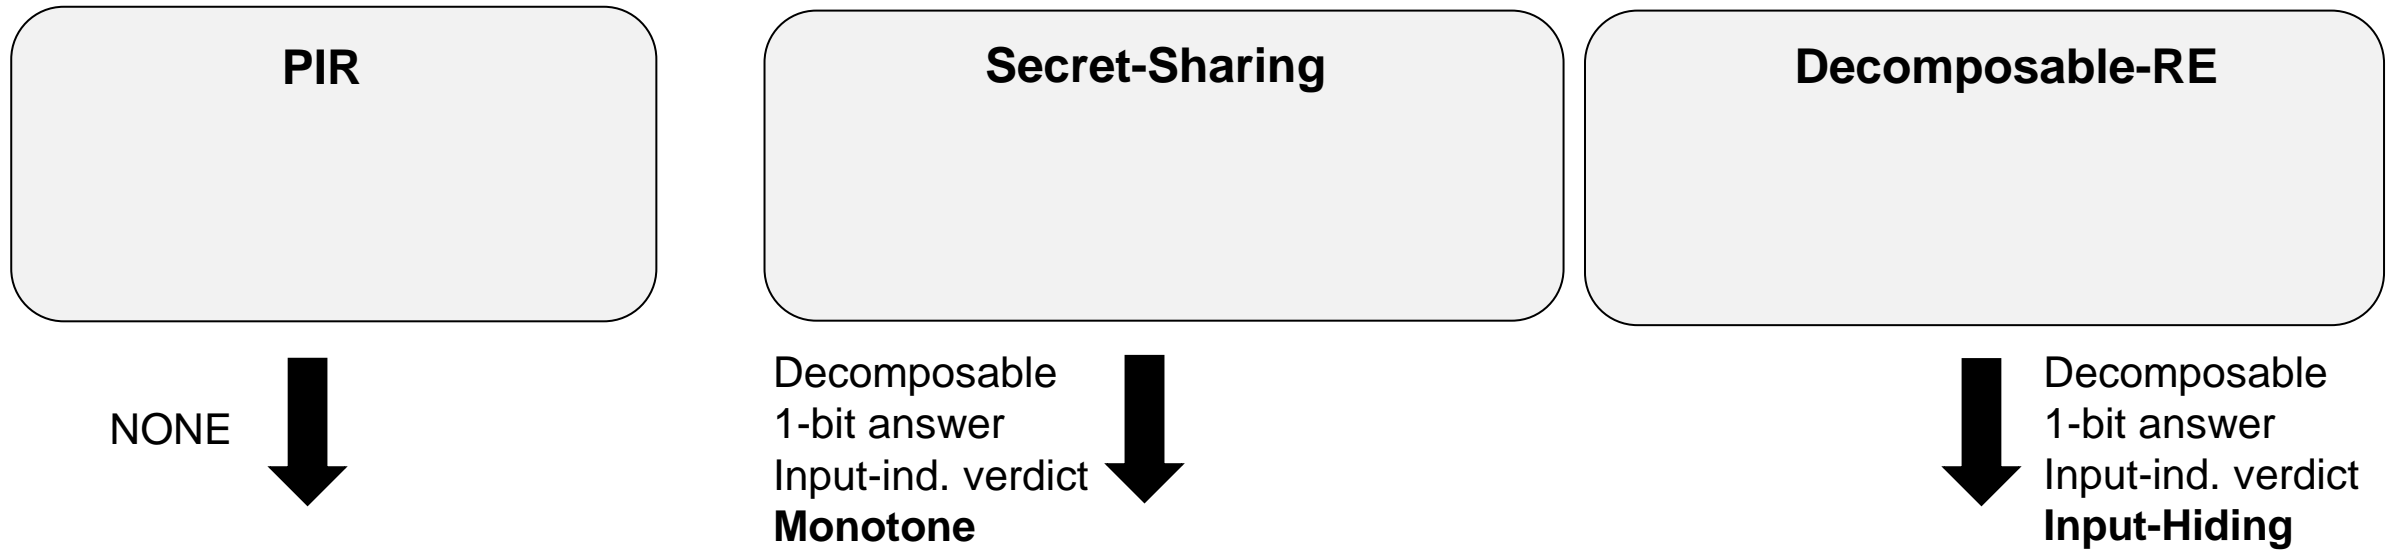 PIR
Secret-Sharing
Decomposable-RE
NONE
Decomposable
1-bit answer
Input-ind. verdict
Monotone
Decomposable
1-bit answer
Input-ind. verdict
Input-Hiding